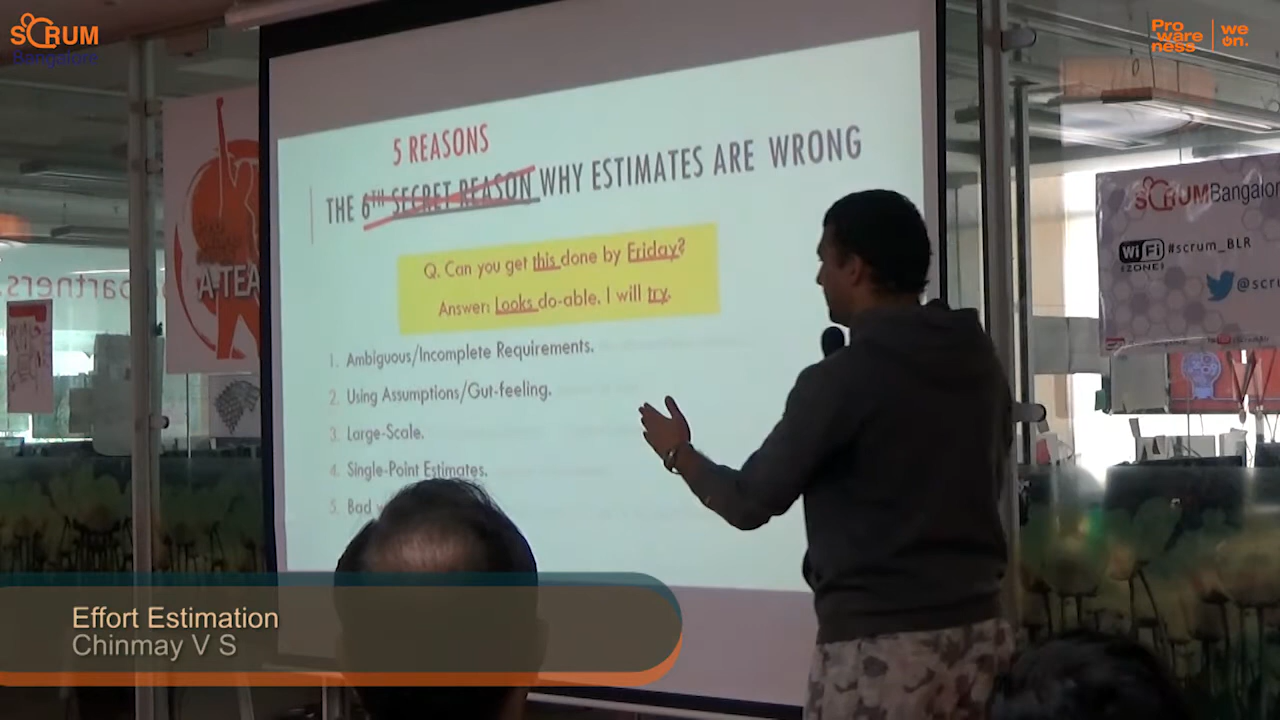 SCRUM
Bangalore
Pro
ware
ness
we
on.
5 REASONS
THE 6TH SECRET REASON WHY ESTIMATES ARE WRONG
Q. Can you get this done by Friday?
Answer: Looks do-able. I will try.
1. Ambiguous/Incomplete Requirements.
2. Using Assumptions/Gut-feeling.
3. Large-Scale.
4. Single-Point Estimates.
5. Bad
A-TEA
partners.
SCRUMBangalor
WiFi
ZONE
#scrum_BLR
@scru
Effort Estimation
Chinmay V S